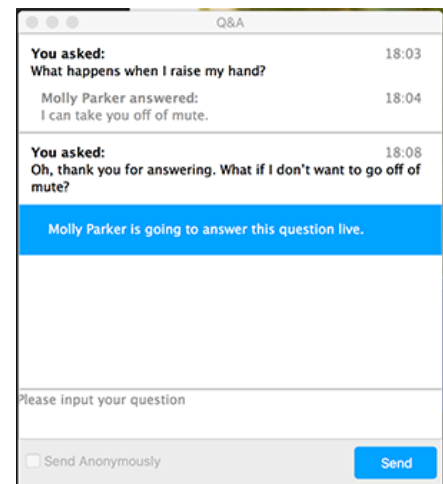 Q&A
You asked: 18:03
What happens when I raise my hand?
Molly Parker answered: 18:04
I can take you off of mute.
You asked: 18:08
Oh, thank you for answering. What if I don't want to go off of
mute?
Molly Parker is going to answer this question live.
Please input your question
Send Anonymously
Send